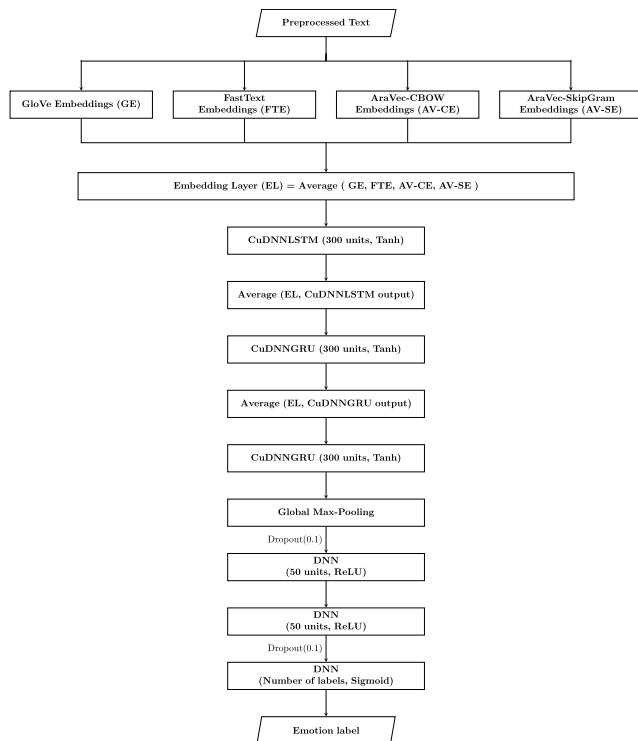 Preprocessed Text
GloVe Embeddings (GE)
FastText
Embeddings (FTE)
AraVec-CBOW
Embeddings (AV-CE)
AraVec-SkipGram
Embeddings (AV-SE)
Embedding Layer (EL) = Average ( GE, FTE, AV-CE, AV-SE )
CuDNNLSTM (300 units, Tanh)
Average (EL, CuDNNLSTM output)
CuDNNGRU (300 units, Tanh)
Average (EL, CuDNNGRU output)
CuDNNGRU (300 units, Tanh)
Global Max-Pooling
Dropout(0.1)
DNN
(50 units, ReLU)
DNN
(50 units, ReLU)
Dropout(0.1)
DNN
(Number of labels, Sigmoid)
Emotion label